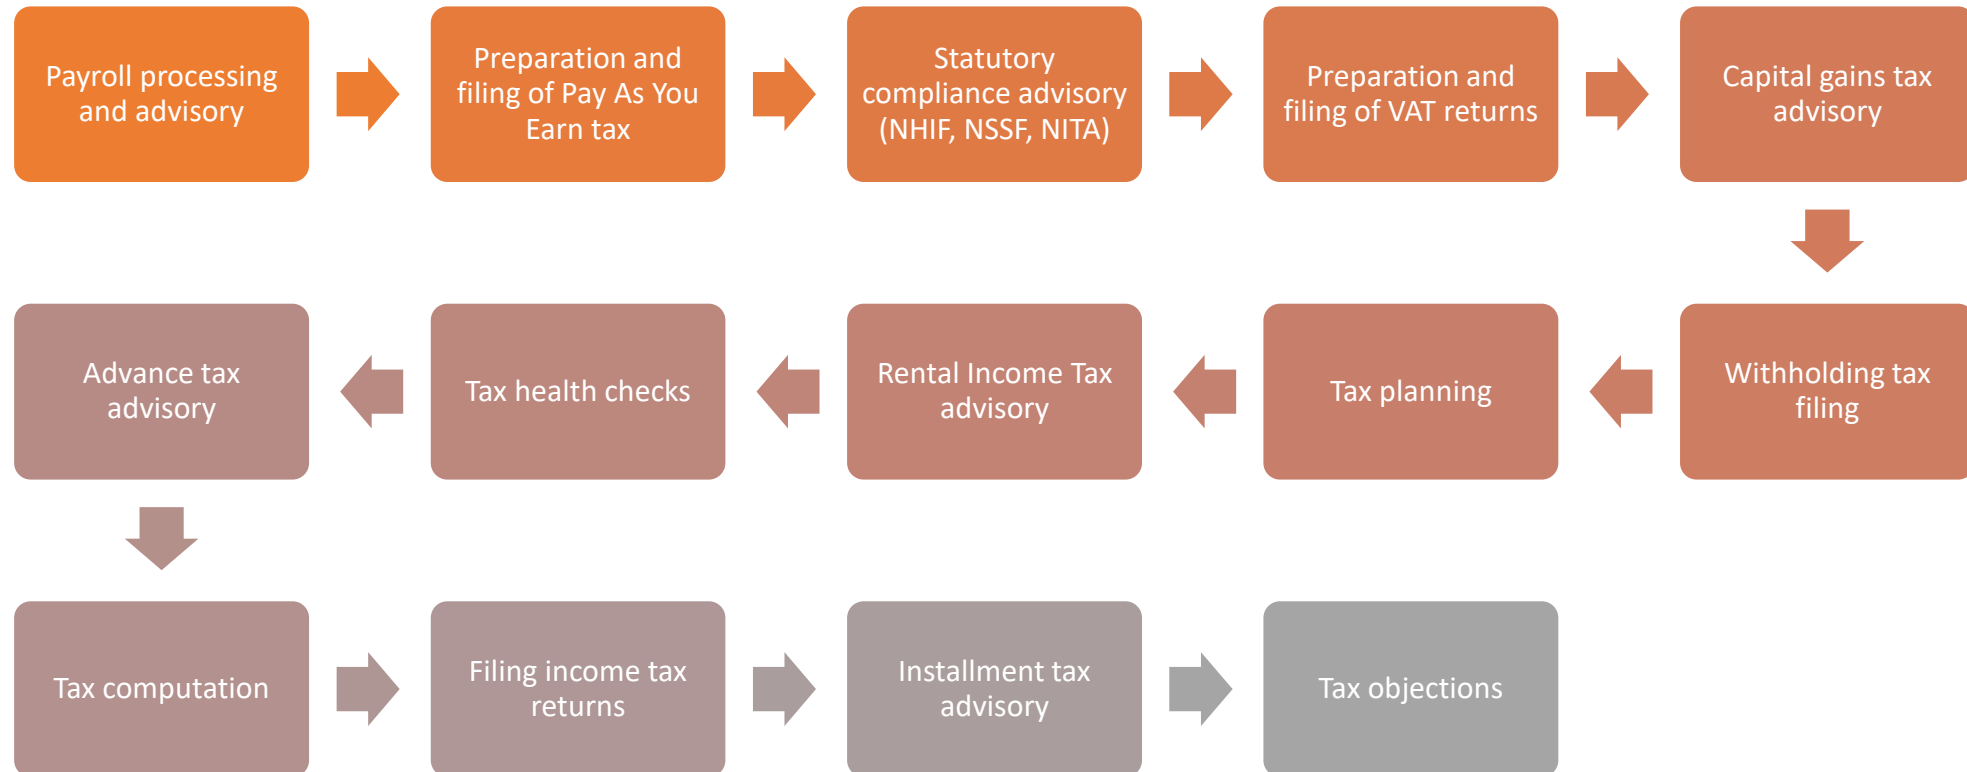 Payroll processing
and advisory
Preparation and
filing of Pay As You
Earn tax
Statutory
compliance advisory
(NHIF, NSSF, NITA)
Preparation and
filing of VAT returns
Capital gains tax
advisory
Withholding tax
filing
Tax planning
Rental Income Tax
advisory
Tax health checks
Advance tax
advisory
Tax computation
Filing income tax
returns
Installment tax
advisory
Tax objections